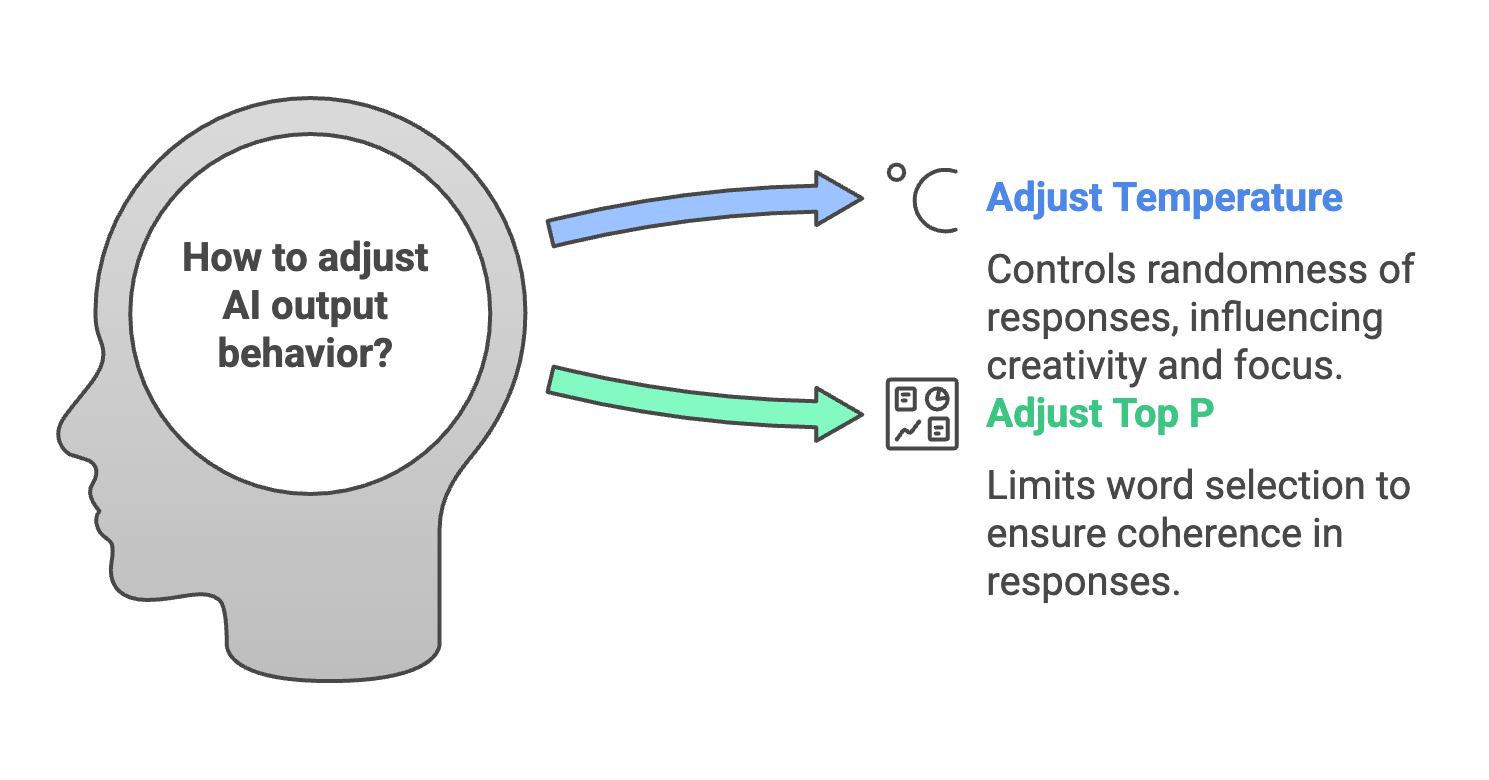 How to adjust
AI output
behavior?
Adjust Temperature
Controls randomness of
responses, influencing
creativity and focus.
Adjust Top P
Limits word selection to
ensure coherence in
responses.